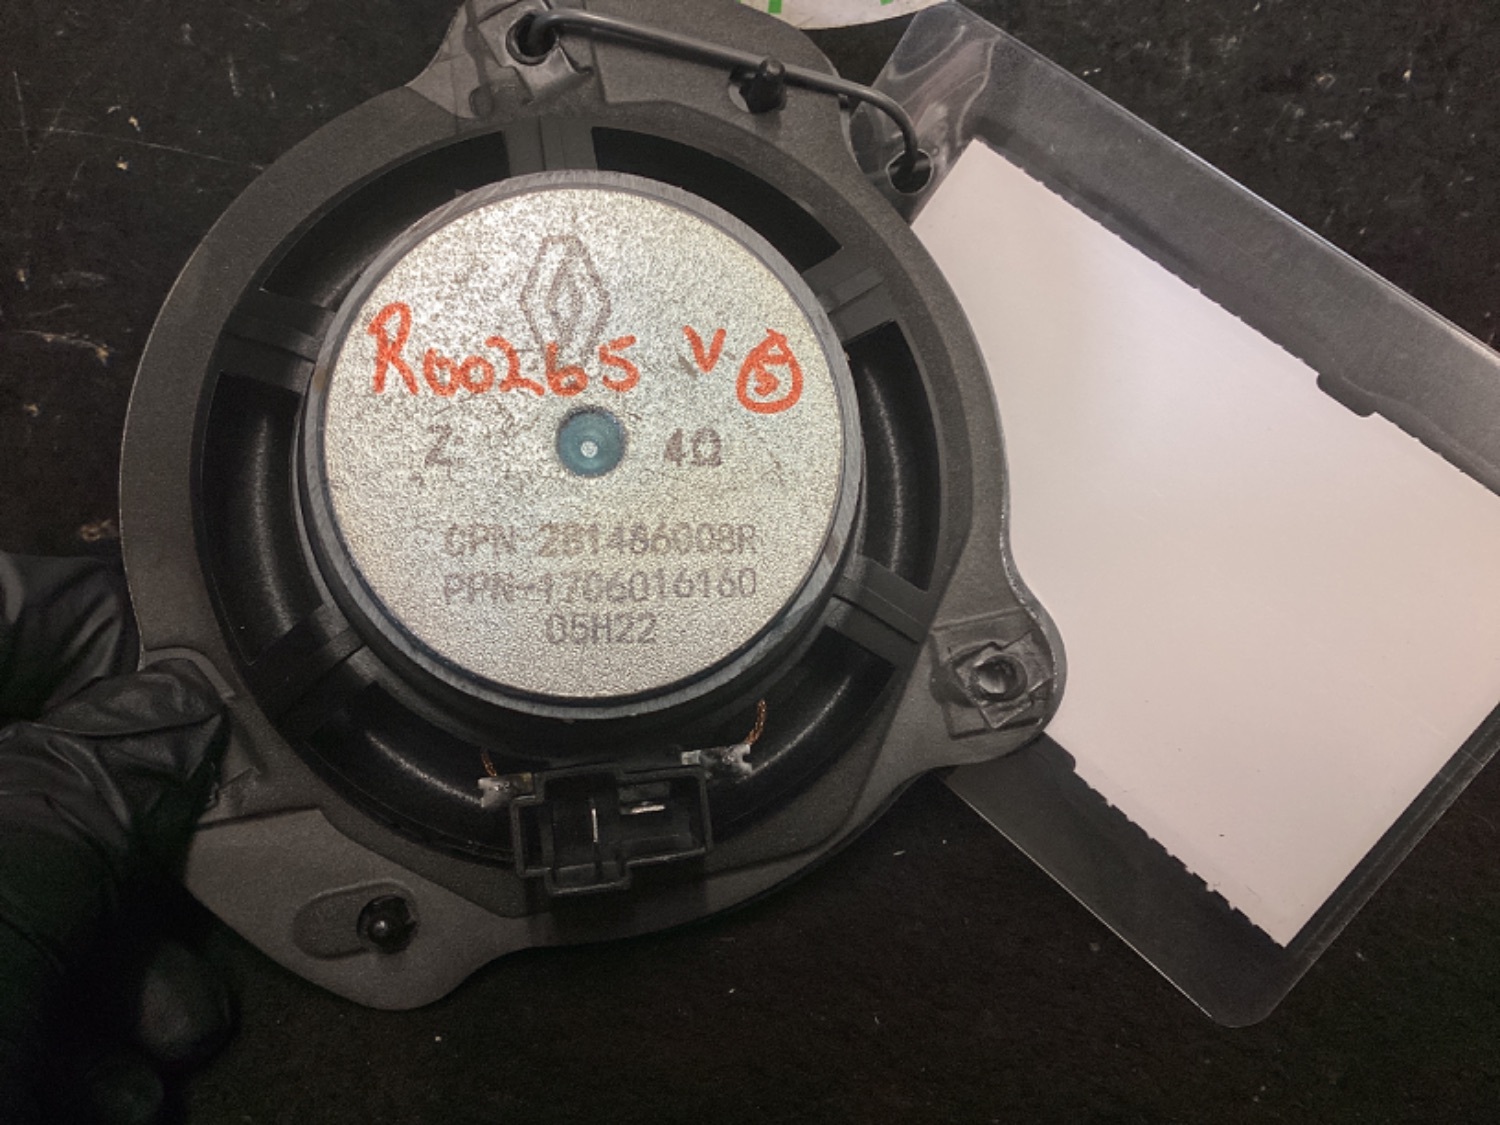 R00265 V 5
Z 4Ω
CPN 281486008R
PPN-1706016160
05H22